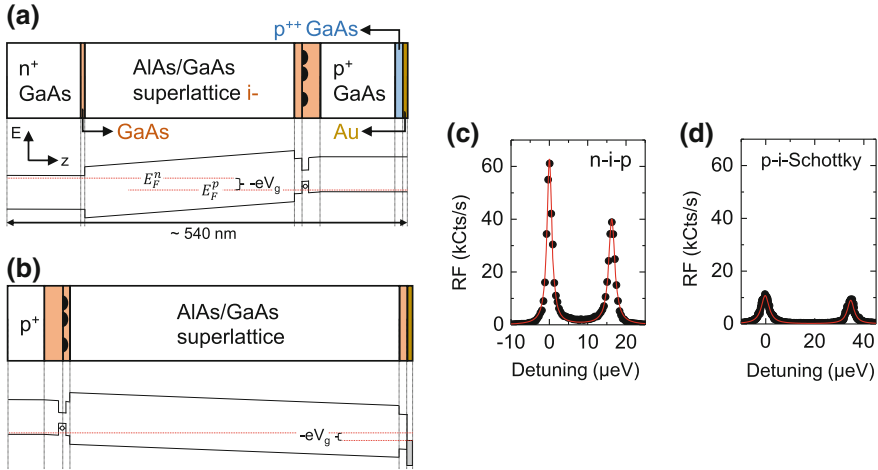 (a)
p++ GaAs
n+
GaAs
AlAs/GaAs
superlattice i-
p+
GaAs
E
z
GaAs
Au
E_F^n
E_F^p
-eVg
~ 540 nm
(b)
p+
AlAs/GaAs
superlattice
-eVg
(c)
n-i-p
60
40
20
0
RF (kCts/s)
-10
0
10
20
Detuning (µeV)
(d)
p-i-Schottky
60
40
20
0
RF (kCts/s)
0
20
40
Detuning (µeV)